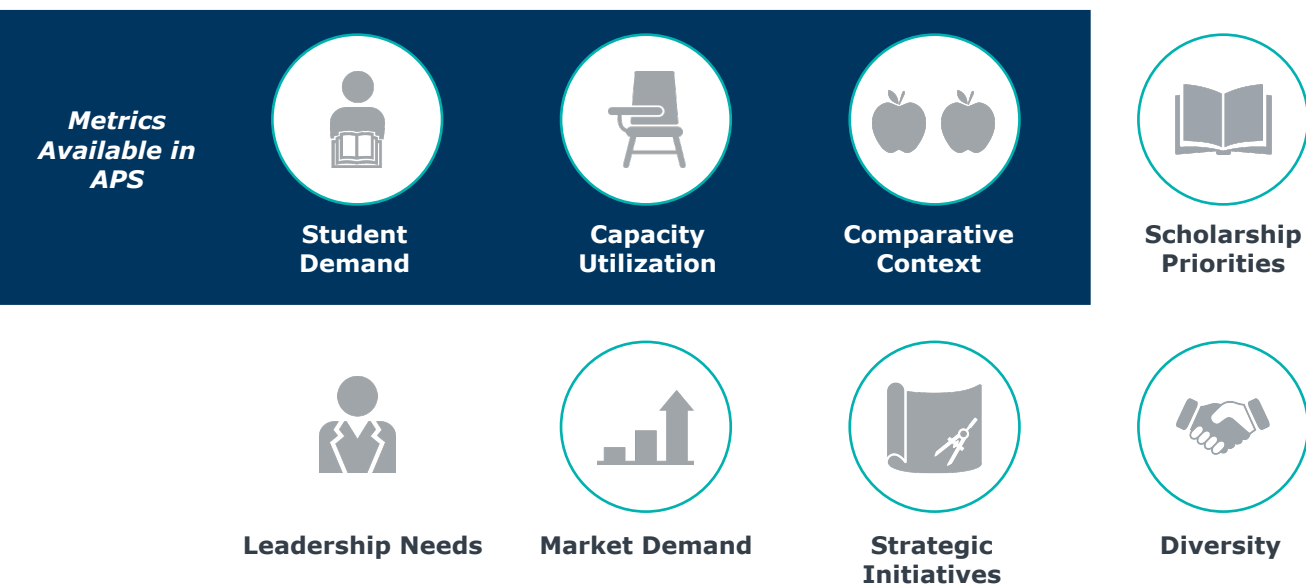 Metrics
Available in
APS
Student
Demand
Capacity
Utilization
Comparative
Context
Scholarship
Priorities
Leadership Needs
Market Demand
Strategic
Initiatives
Diversity